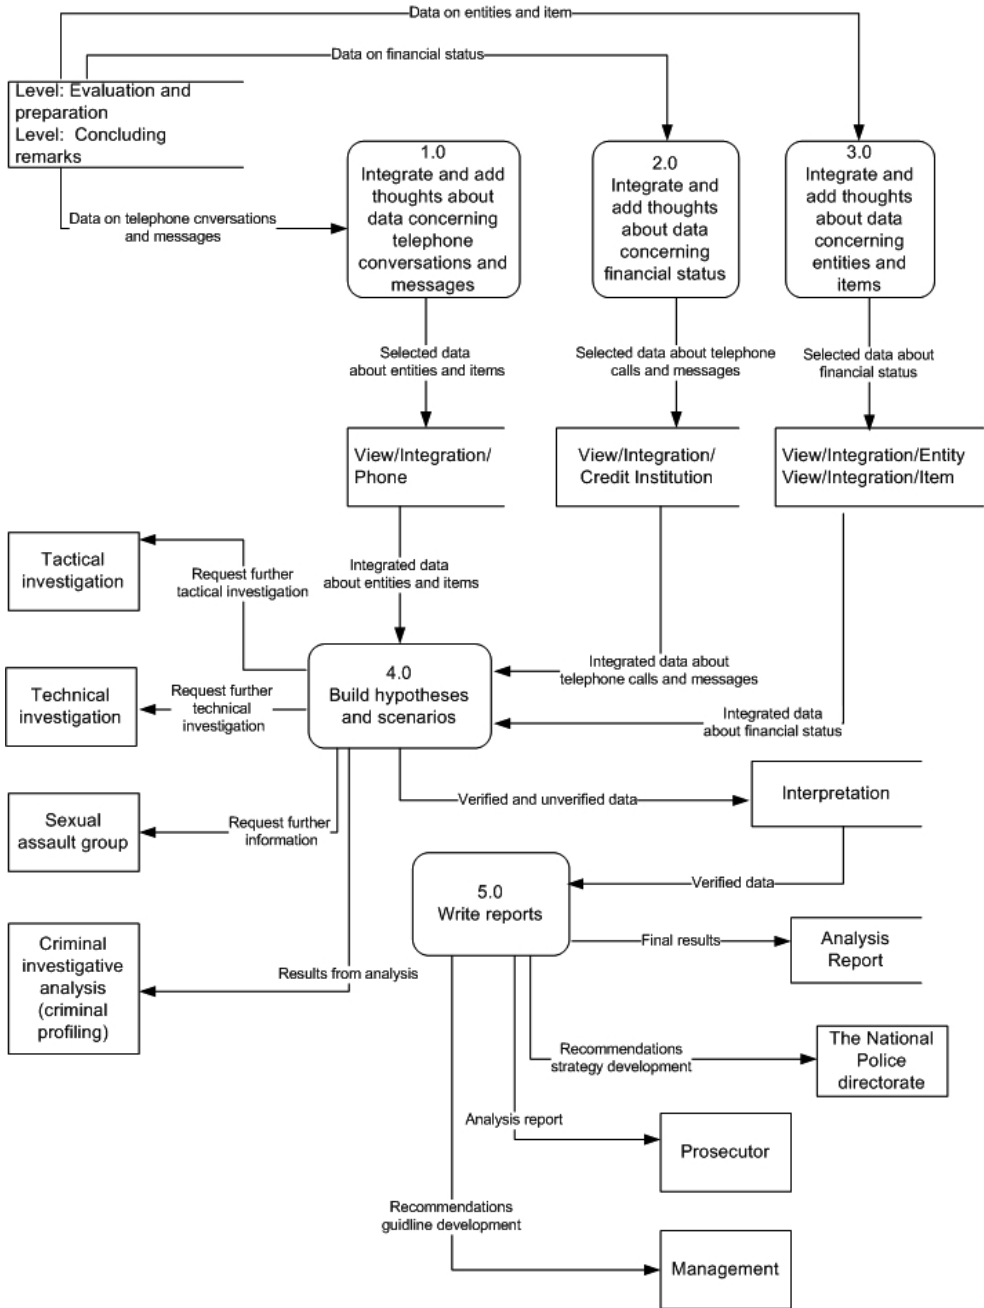 Data on entities and item
Data on financial status
Level: Evaluation and
preparation
Level: Concluding
remarks
1.0
Integrate and add
thoughts about
data concerning
telephone
conversations and
messages
2.0
Integrate and
add thoughts
about data
concerning
financial status
3.0
Integrate and
add thoughts
about data
concerning
entities and
items
Data on telephone cnversations
and messages
Selected data
about entities and items
Selected data about telephone
calls and messages
Selected data about
financial status
View/Integration/
Phone
View/Integration/
Credit Institution
View/Integration/Entity
View/Integration/Item
Tactical
investigation
Request further
tactical investigation
Integrated data
about entities and items
4.0
Build hypotheses
and scenarios
Integrated data about
telephone calls and messages
Technical
investigation
Request further
technical
investigation
Integrated data
about financial status
Verified and unverified data
Interpretation
Sexual
assault group
Request further
information
Verified data
5.0
Write reports
Final results
Analysis
Report
Criminal
investigative
analysis
(criminal
profiling)
Results from analysis
Recommendations
strategy development
The National
Police
directorate
Analysis report
Prosecutor
Recommendations
guidline development
Management